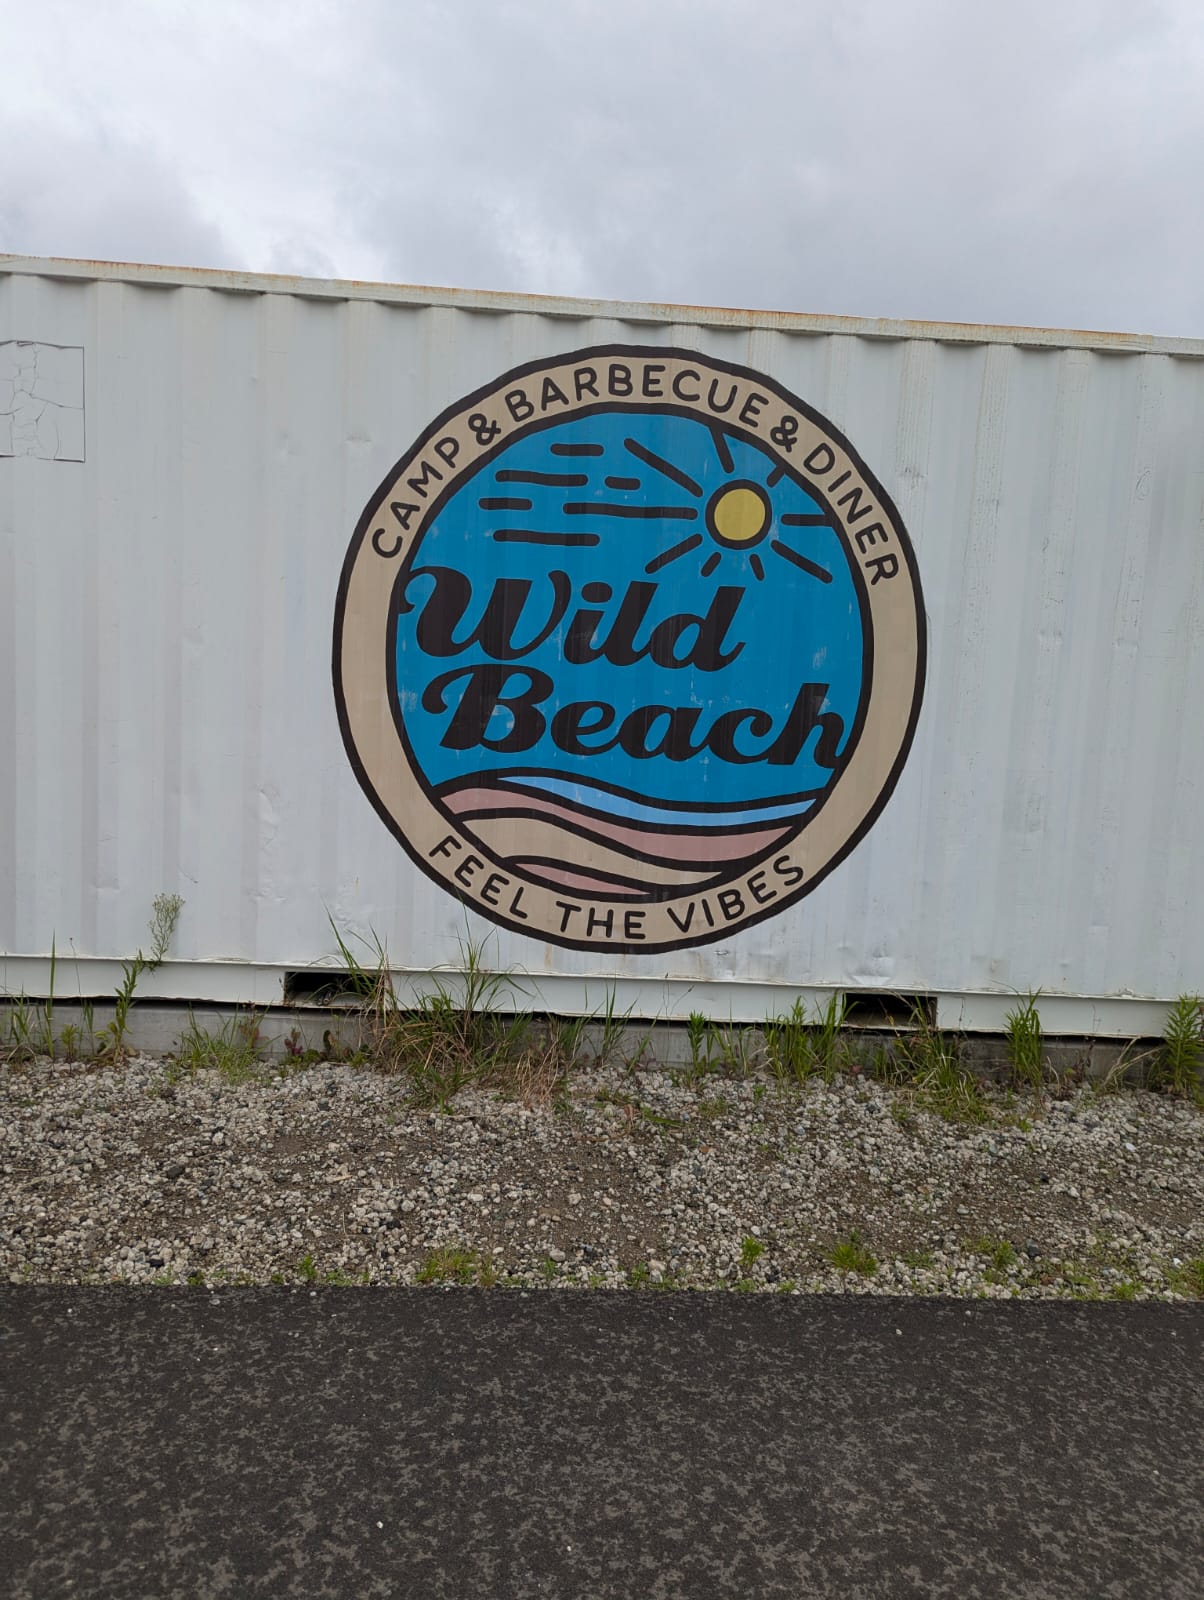 CAMP & BARBECUE & DINER
Wild
Beach
FEEL THE VIBES